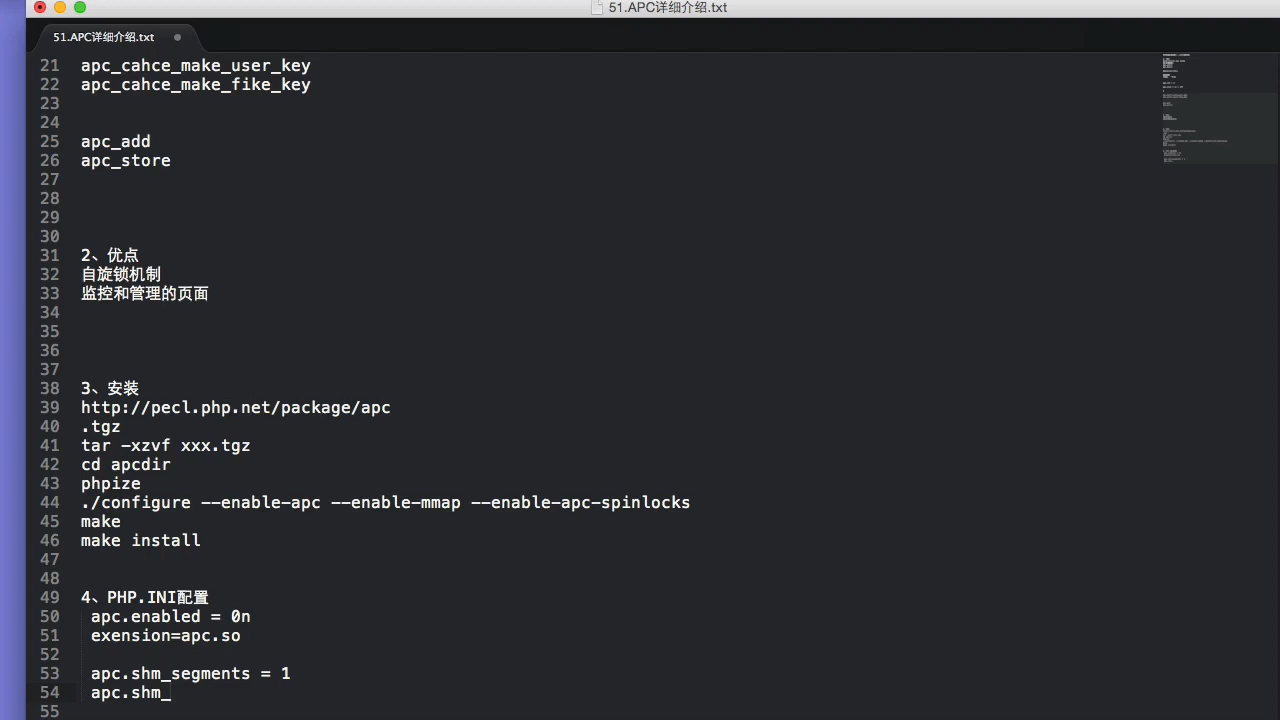 51.APC详细介绍.txt
51.APC详细介绍.txt
21 apc_cahce_make_user_key
22 apc_cahce_make_fike_key
23
24
25 apc_add
26 apc_store
27
28
29
30
31 2、优点
32 自旋锁机制
33 监控和管理的页面
34
35
36
37
38 3、安装
39 http://pecl.php.net/package/apc
40 .tgz
41 tar -xzvf xxx.tgz
42 cd apcdir
43 phpize
44 ./configure --enable-apc --enable-mmap --enable-apc-spinlocks
45 make
46 make install
47
48
49 4、PHP.INI配置
50 apc.enabled = 0n
51 exension=apc.so
52
53 apc.shm_segments = 1
54 apc.shm_
55